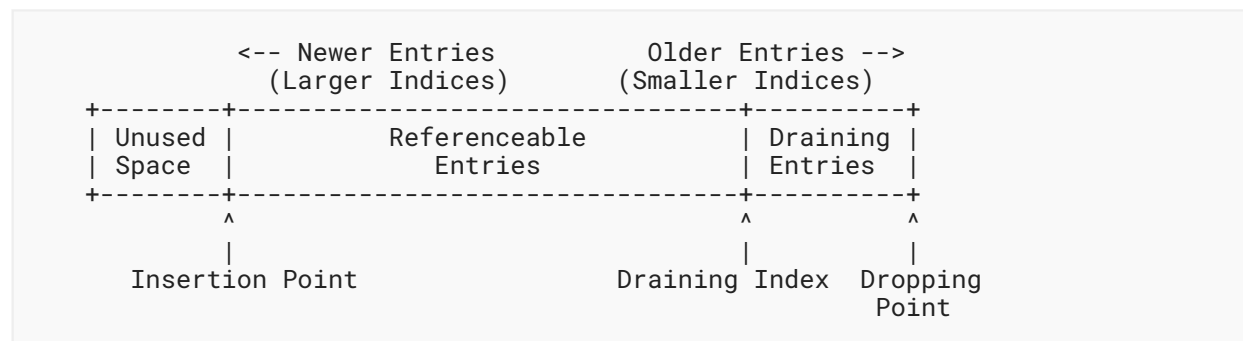 <-- Newer Entries          Older Entries -->
(Larger Indices)       (Smaller Indices)
+--------+---------------------------------+----------+
| Unused |          Referenceable          | Draining |
| Space  |             Entries             | Entries  |
+--------+---------------------------------+----------+
^                                 ^          ^
|                                 |          |
Insertion Point                 Draining Index  Dropping
Point